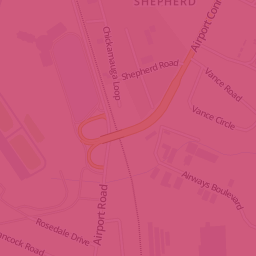 SHEPHERD
Airport Conn
Chickamauga Loop
Shepherd Road
Vance Road
Vance Circle
Airways Boulevard
Airport Road
Rosedale Drive
ancock Road